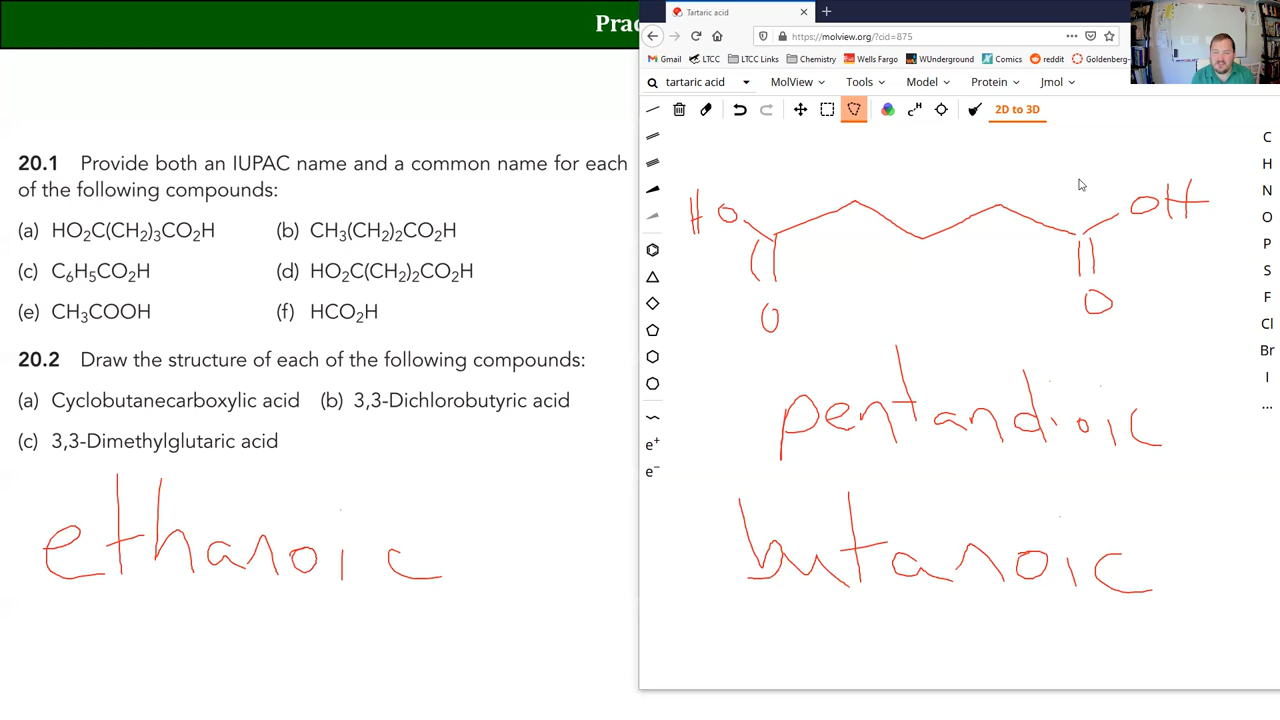 Prac
20.1 Provide both an IUPAC name and a common name for each
of the following compounds:
(a) HO₂C(CH₂)₃CO₂H (b) CH₃(CH₂)₂CO₂H
(c) C₆H₅CO₂H (d) HO₂C(CH₂)₂CO₂H
(e) CH₃COOH (f) HCO₂H
20.2 Draw the structure of each of the following compounds:
(a) Cyclobutanecarboxylic acid (b) 3,3-Dichlorobutyric acid
(c) 3,3-Dimethylglutaric acid
ethanoic
Tartaric acid
https://molview.org/?cid=875
Gmail LTCC LTCC Links Chemistry Wells Fargo WUnderground Comics reddit Goldenberg-
tartaric acid MolView Tools Model Protein Jmol
C H 2D to 3D
C
H
N
O
P
S
F
Cl
Br
I
...
e⁺
e⁻
HO OH
O O
pentandioic
butanoic